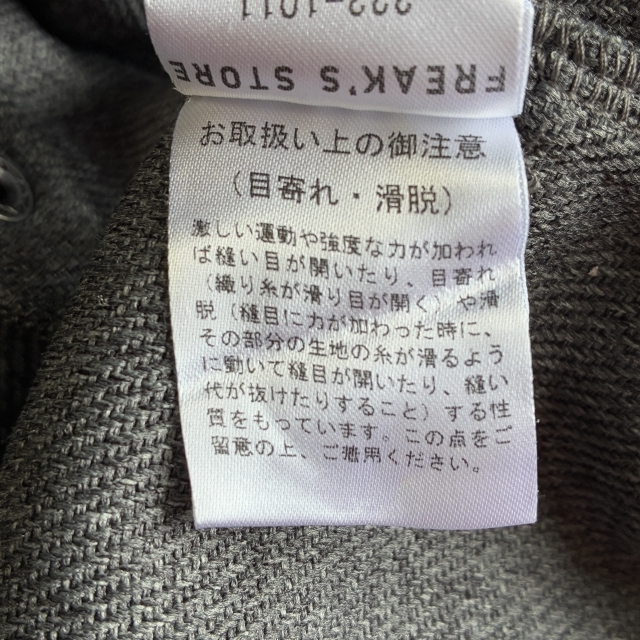 222-1011
FREAK'S STORE
お取扱い上の御注意
(目寄れ・滑脱)
激しい運動や強度な力が加われ
ば縫い目が開いたり、目寄れ
(織り糸が滑り目が開く)や滑
脱(縫目に力が加わった時に、
その部分の生地の糸が滑るよう
に動いて縫目が開いたり、縫い
代が抜けたりすること)する性
質をもっています。この点をご
留意の上、ご着用ください。